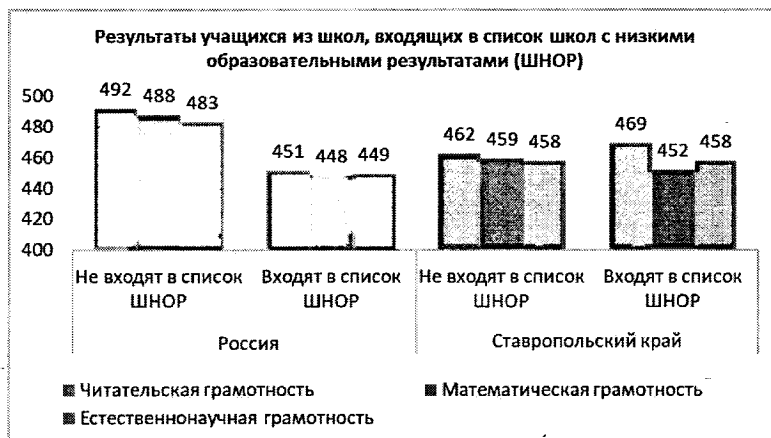 Результаты учащихся из школ, входящих в список школ с низкими
образовательными результатами (ШНОР)
500
480
460
440
420
400
492 488 483
451 448 449
462 459 458
469 452 458
Не входят в список ШНОР
Входят в список ШНОР
Не входят в список ШНОР
Входят в список ШНОР
Россия
Ставропольский край
Читательская грамотность
Математическая грамотность
Естественнонаучная грамотность